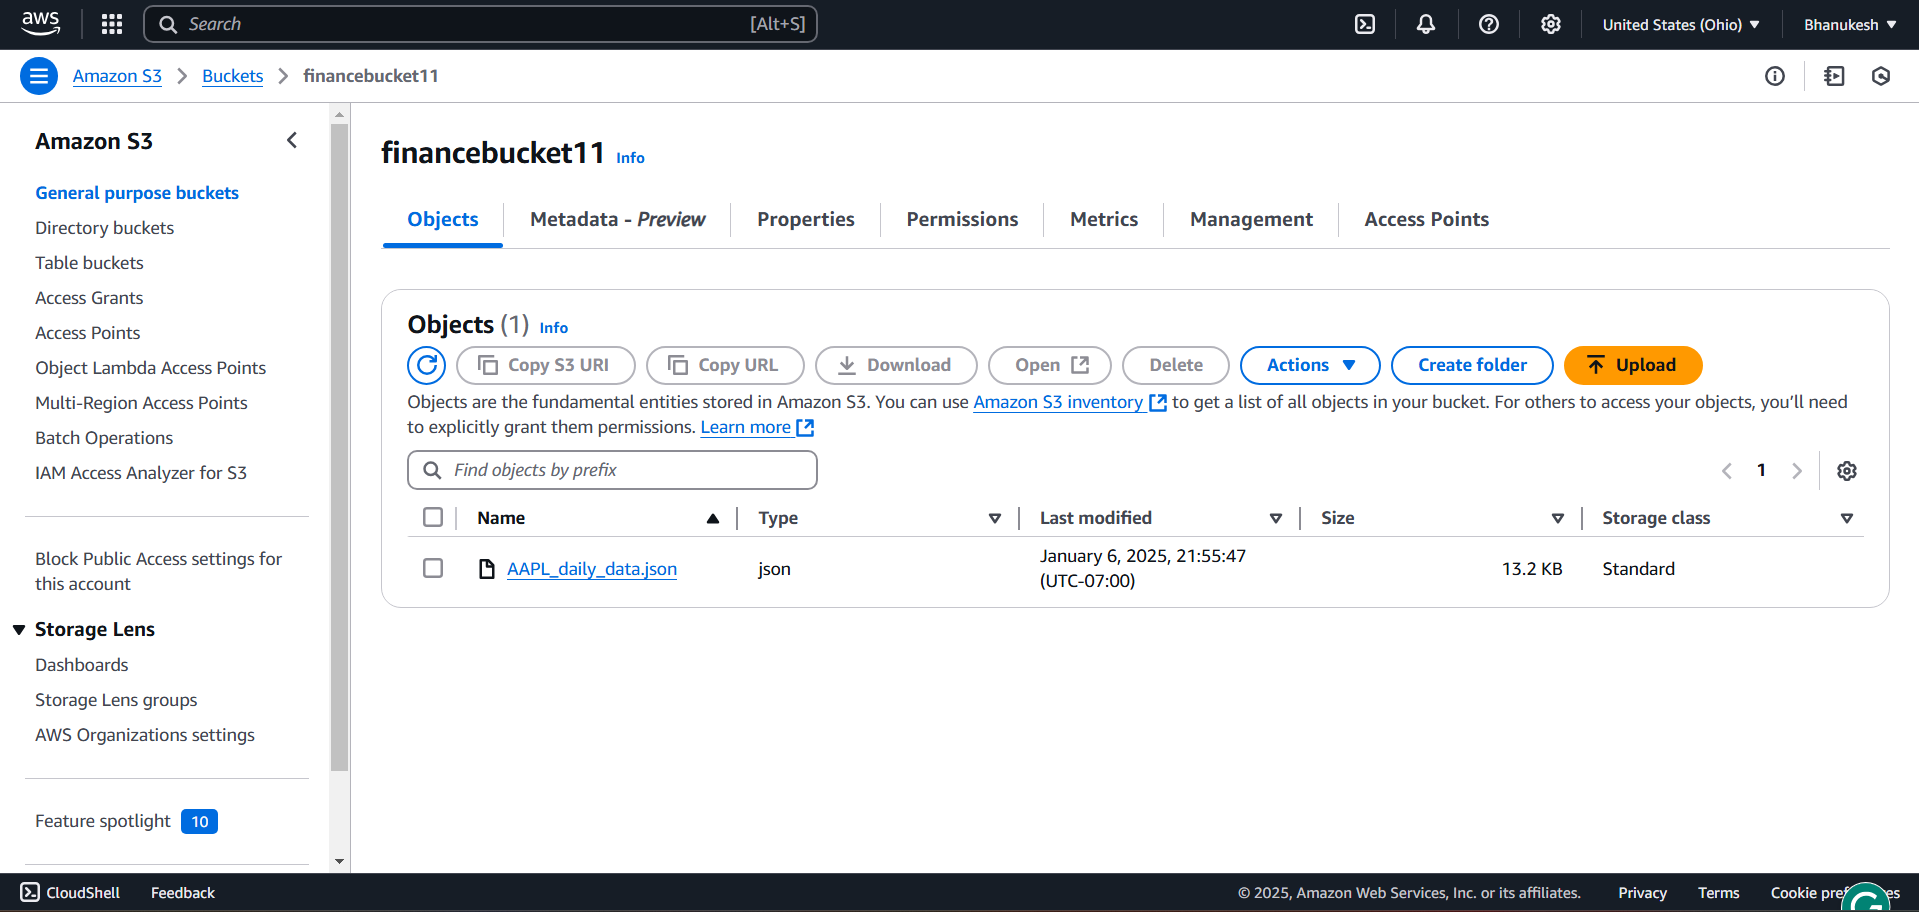 aws
Search [Alt+S]
United States (Ohio)
Bhanukesh
Amazon S3 Buckets financebucket11
Amazon S3
General purpose buckets
Directory buckets
Table buckets
Access Grants
Access Points
Object Lambda Access Points
Multi-Region Access Points
Batch Operations
IAM Access Analyzer for S3
Block Public Access settings for
this account
Storage Lens
Dashboards
Storage Lens groups
AWS Organizations settings
Feature spotlight 10
financebucket11 Info
Objects Metadata - Preview Properties Permissions Metrics Management Access Points
Objects (1) Info
Copy S3 URI Copy URL Download Open Delete Actions Create folder Upload
Objects are the fundamental entities stored in Amazon S3. You can use Amazon S3 inventory to get a list of all objects in your bucket. For others to access your objects, you’ll need
to explicitly grant them permissions. Learn more
Find objects by prefix
1
Name Type Last modified Size Storage class
AAPL_daily_data.json json January 6, 2025, 21:55:47 13.2 KB Standard
(UTC-07:00)
CloudShell Feedback © 2025, Amazon Web Services, Inc. or its affiliates. Privacy Terms Cookie